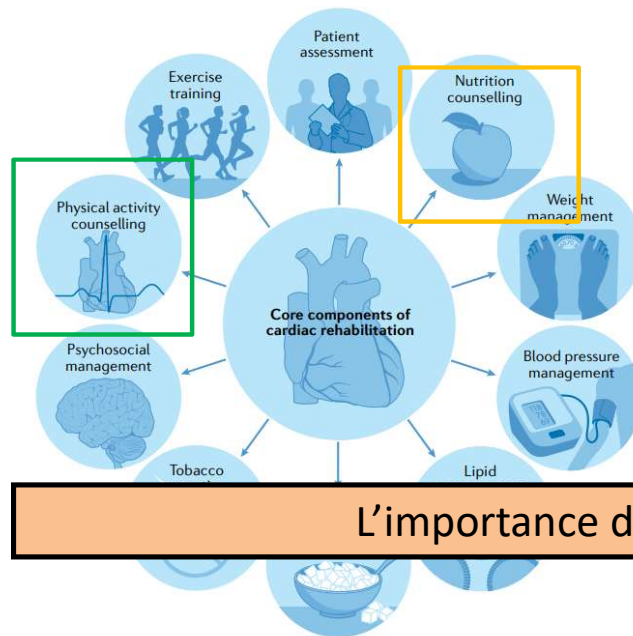 Patient
assessment
Nutrition
counselling
Weight
management
Blood pressure
management
Lipid
Tobacco
Psychosocial
management
Physical activity
counselling
Exercise
training
Core components of
cardiac rehabilitation
L'importance d